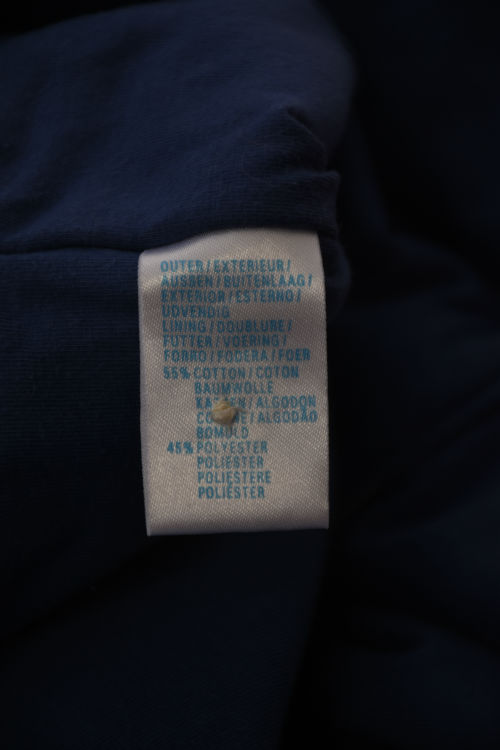 OUTER/EXTERIEUR/
AUSSEN/BUITENLAAG/
EXTERIOR/ESTERNO/
UDVENDIG
LINING/DOUBLURE/
FUTTER/VOERING/
FORRO/FODERA/FOER
55% COTTON/COTON
BAUMWOLLE
/ALGODON
/ALGODÃO
BOMULD
45% POLYESTER
POLIESTER
POLIESTERE
POLIÉSTER